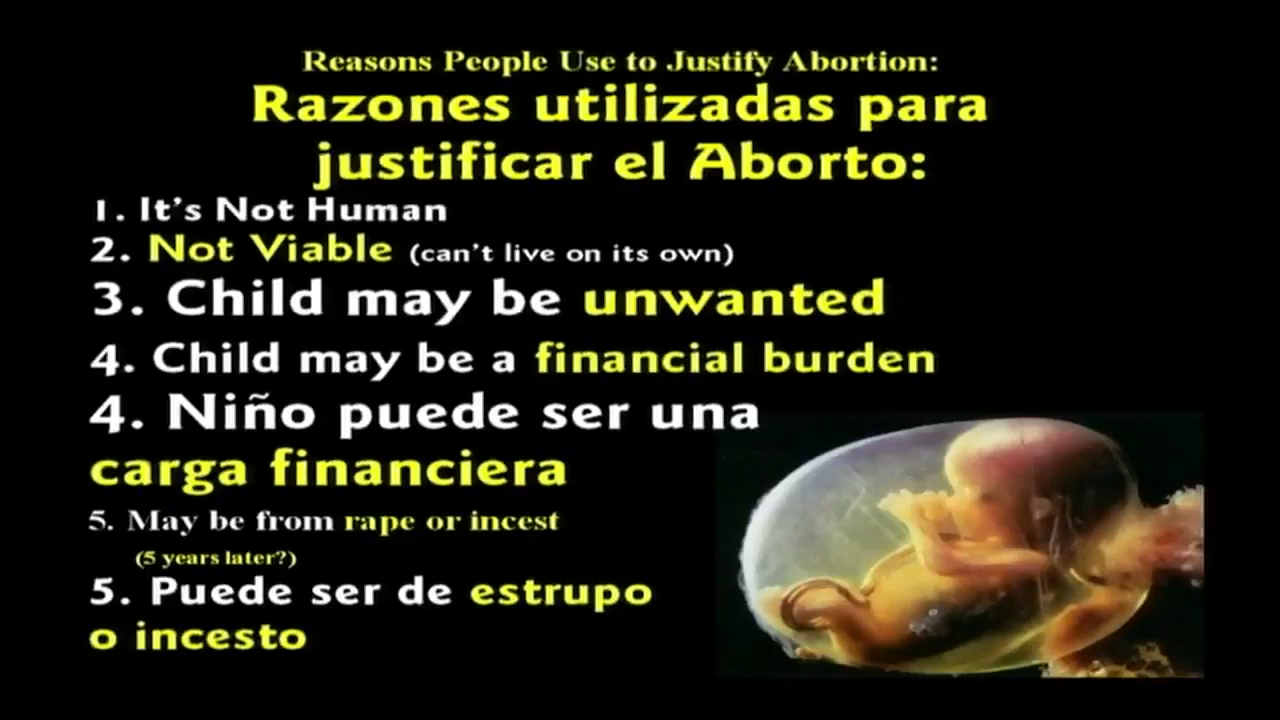 Reasons People Use to Justify Abortion:
Razones utilizadas para
justificar el Aborto:
1. It's Not Human
2. Not Viable (can't live on its own)
3. Child may be unwanted
4. Child may be a financial burden
4. Niño puede ser una
carga financiera
5. May be from rape or incest
(5 years later?)
5. Puede ser de estrupo
o incesto